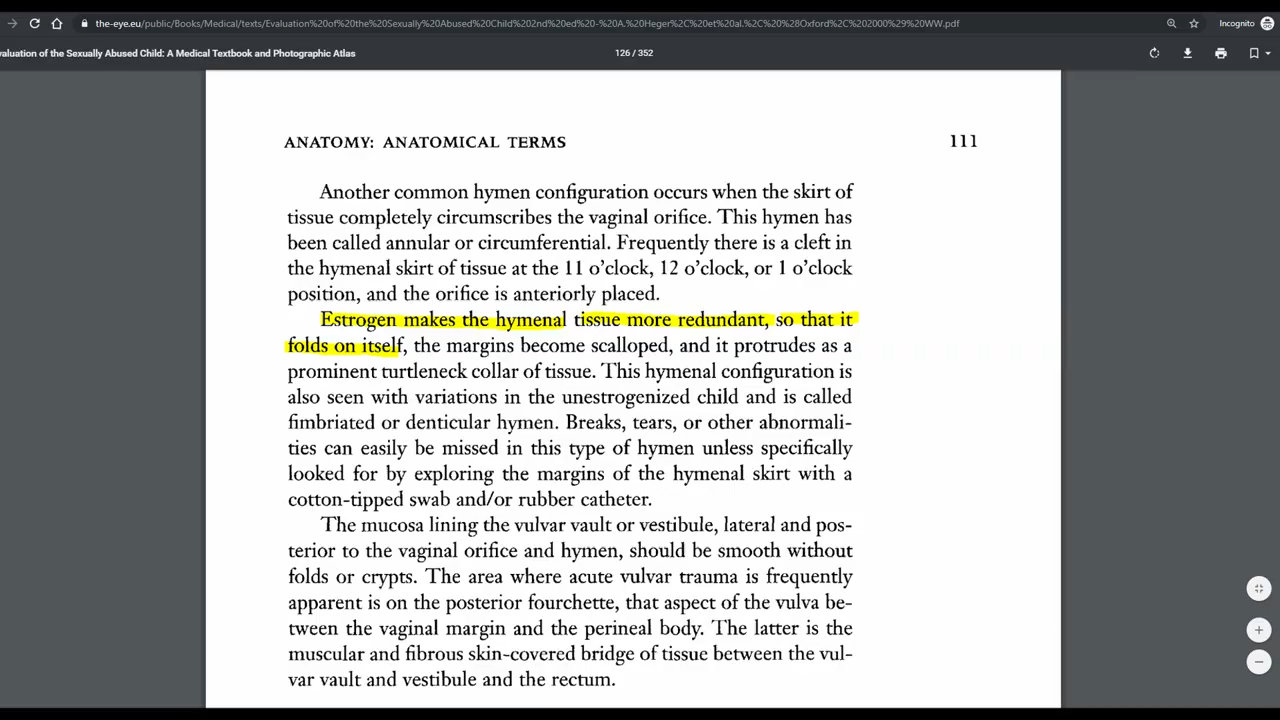 the-eye.eu/public/Books/Medical/texts/Evaluation%20of%20the%20Sexually%20Abused%20Child%202nd%20ed%20-%20A.%20Heger%2C%20et%20al.%2C%20%28Oxford%2C%202000%29%20WW.pdf
Incognito
valuation of the Sexually Abused Child: A Medical Textbook and Photographic Atlas
126 / 352
ANATOMY: ANATOMICAL TERMS 111
Another common hymen configuration occurs when the skirt of
tissue completely circumscribes the vaginal orifice. This hymen has
been called annular or circumferential. Frequently there is a cleft in
the hymenal skirt of tissue at the 11 o'clock, 12 o'clock, or 1 o'clock
position, and the orifice is anteriorly placed.
Estrogen makes the hymenal tissue more redundant, so that it
folds on itself, the margins become scalloped, and it protrudes as a
prominent turtleneck collar of tissue. This hymenal configuration is
also seen with variations in the unestrogenized child and is called
fimbriated or denticular hymen. Breaks, tears, or other abnormali-
ties can easily be missed in this type of hymen unless specifically
looked for by exploring the margins of the hymenal skirt with a
cotton-tipped swab and/or rubber catheter.
The mucosa lining the vulvar vault or vestibule, lateral and pos-
terior to the vaginal orifice and hymen, should be smooth without
folds or crypts. The area where acute vulvar trauma is frequently
apparent is on the posterior fourchette, that aspect of the vulva be-
tween the vaginal margin and the perineal body. The latter is the
muscular and fibrous skin-covered bridge of tissue between the vul-
var vault and vestibule and the rectum.